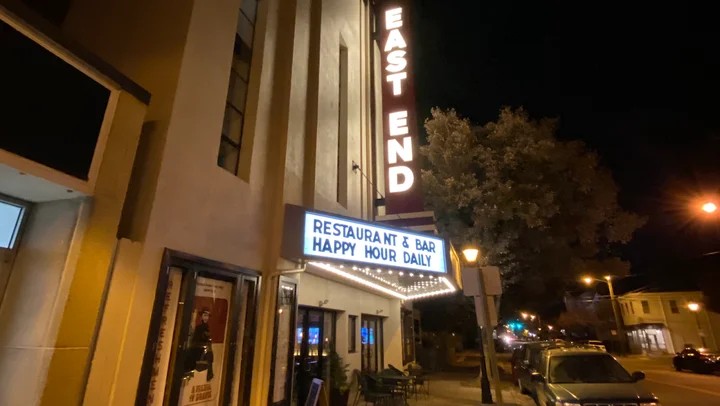 EAST END
RESTAURANT & BAR
HAPPY HOUR DAILY